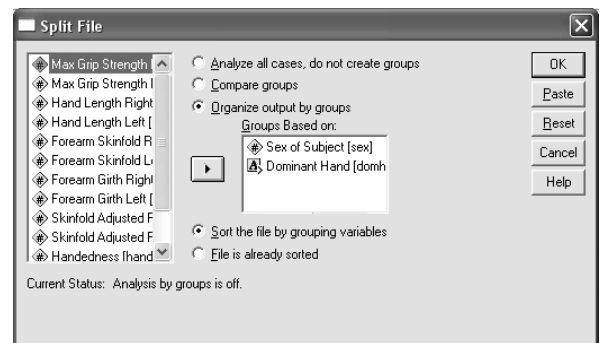 Split File
Max Grip Strength
Max Grip Strength
Hand Length Right
Hand Length Left [
Forearm Skinfold R
Forearm Skinfold L
Forearm Girth Right
Forearm Girth Left [
Skinfold Adjusted F
Skinfold Adjusted F
Handedness [hand
Analyze all cases, do not create groups
Compare groups
Organize output by groups
Groups Based on:
Sex of Subject [sex]
Dominant Hand [domh
Sort the file by grouping variables
File is already sorted
OK
Paste
Reset
Cancel
Help
Current Status: Analysis by groups is off.